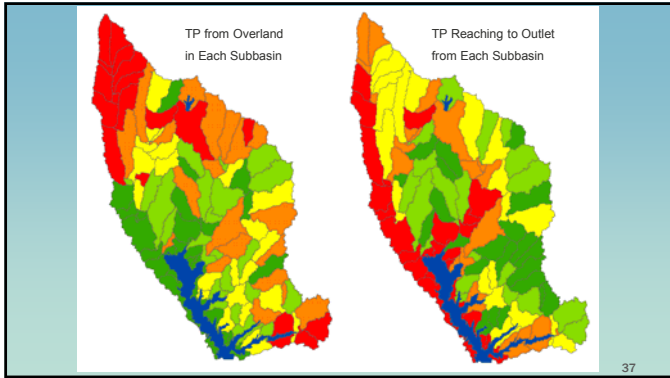 TP from Overland
in Each Subbasin
TP Reaching to Outlet
from Each Subbasin
37